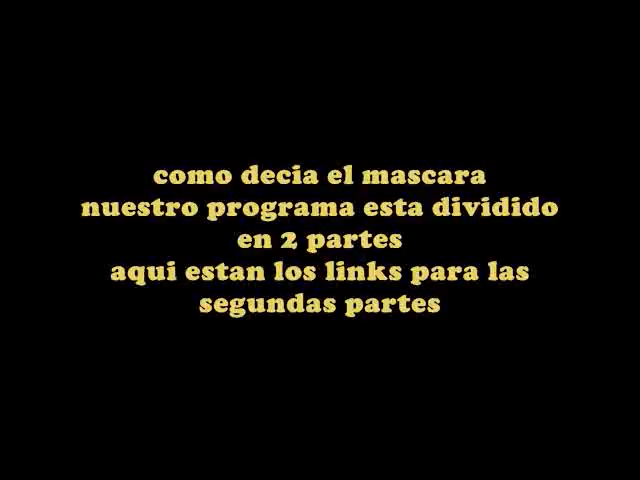 como decia el mascara
nuestro programa esta dividido
en 2 partes
aqui estan los links para las
segundas partes